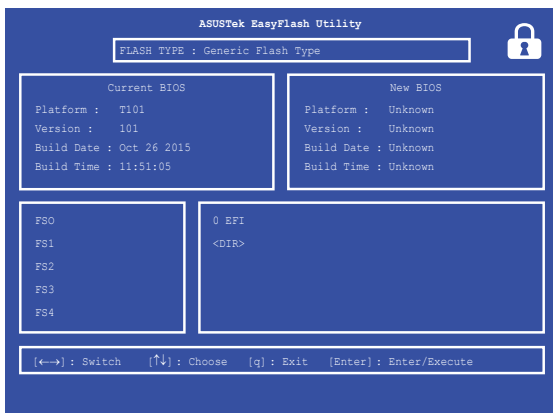 ASUSTek EasyFlash Utility
FLASH TYPE : Generic Flash Type
Current BIOS
Platform : T101
Version : 101
Build Date : Oct 26 2015
Build Time : 11:51:05
New BIOS
Platform : Unknown
Version : Unknown
Build Date : Unknown
Build Time : Unknown
FSO
FS1
FS2
FS3
FS4
0 EFI
<DIR>
[←→] : Switch [↑↓] : Choose [q] : Exit [Enter] : Enter/Execute